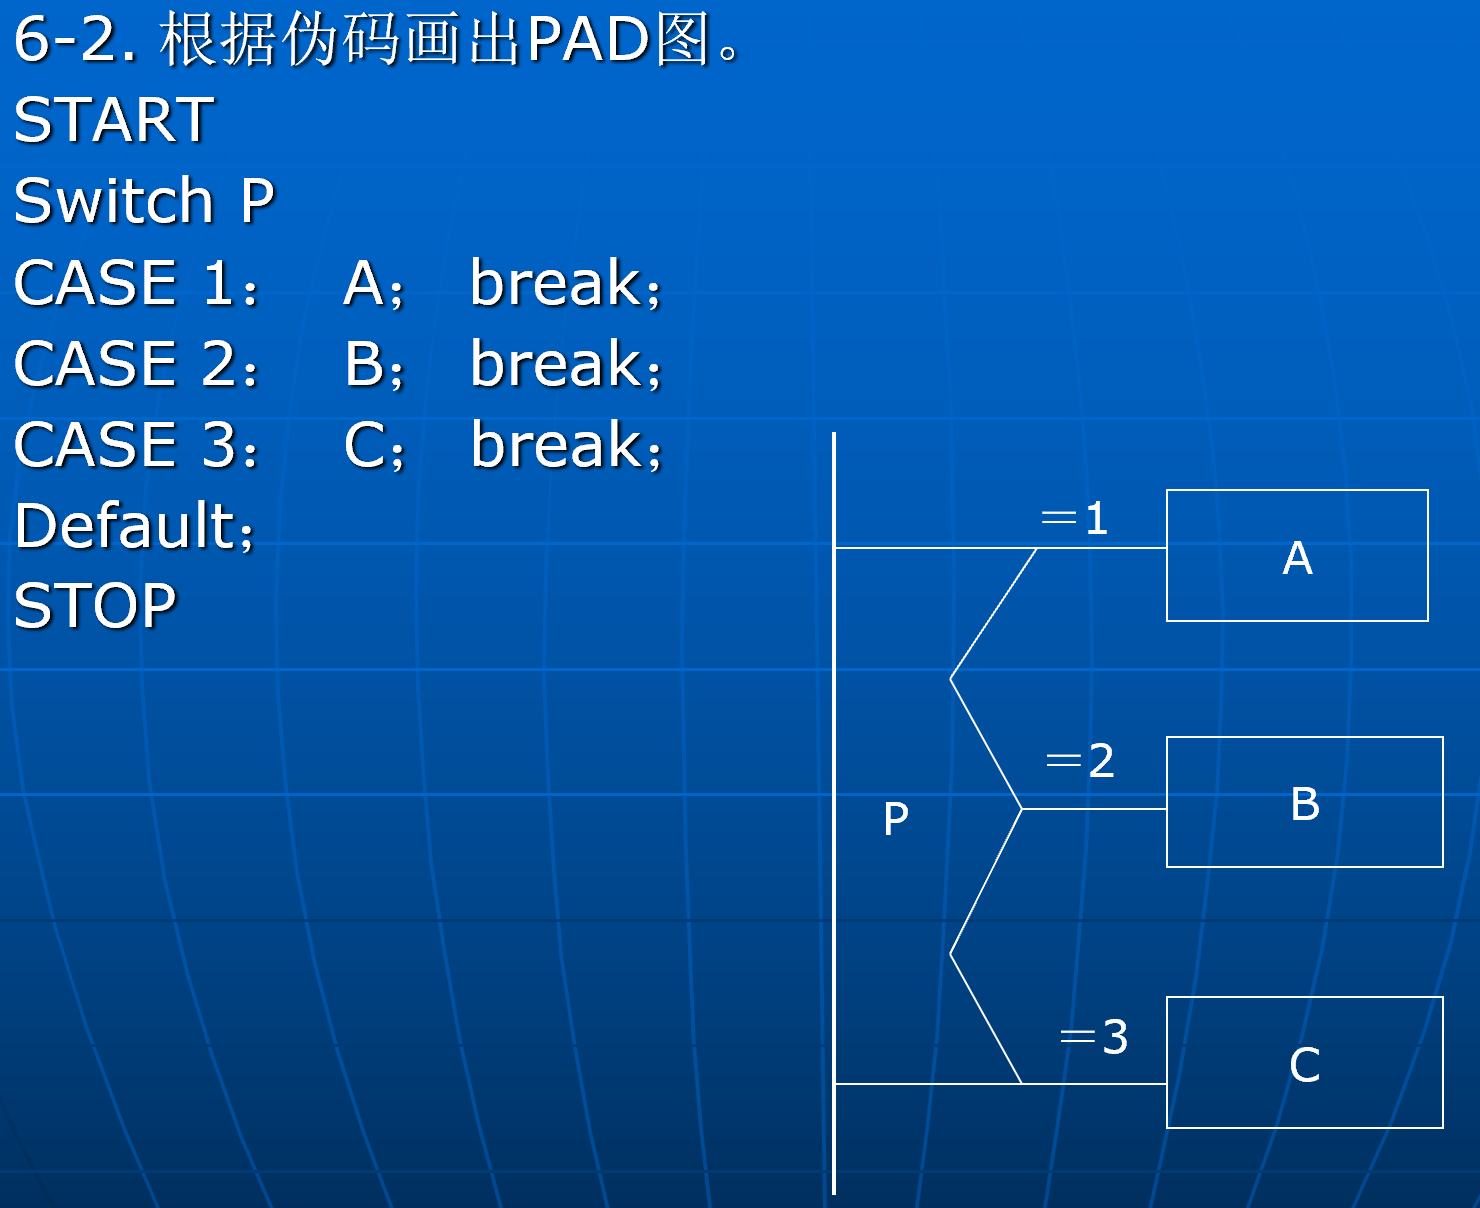 6-2. 根据伪码画出PAD图。
START
Switch P
CASE 1： A； break；
CASE 2： B； break；
CASE 3： C； break；
Default；
STOP
＝1
A
＝2
B
P
＝3
C